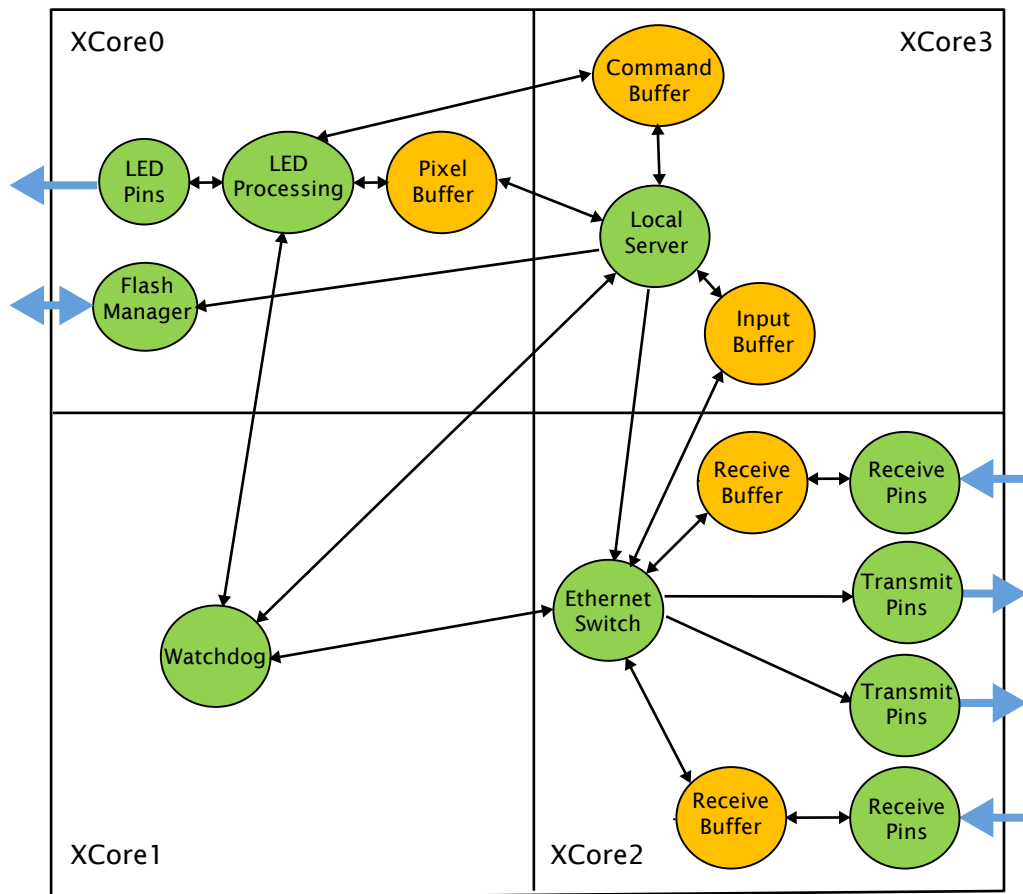 XCore0
XCore3
Command
Buffer
LED
Pins
LED
Processing
Pixel
Buffer
Local
Server
Flash
Manager
Input
Buffer
Receive
Buffer
Receive
Pins
Ethernet
Switch
Transmit
Pins
Watchdog
Transmit
Pins
Receive
Buffer
Receive
Pins
XCore1
XCore2